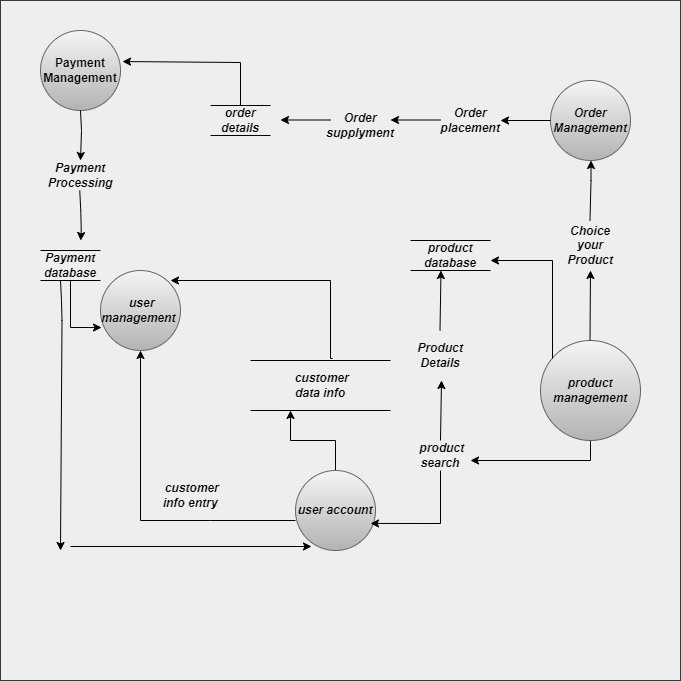 Payment
Management
order
details
Order
supplyment
Order
placement
Order
Management
Payment
Processing
Choice
your
Product
Payment
database
product
database
user
management
Product
Details
customer
data info
product
management
product
search
customer
info entry
user account